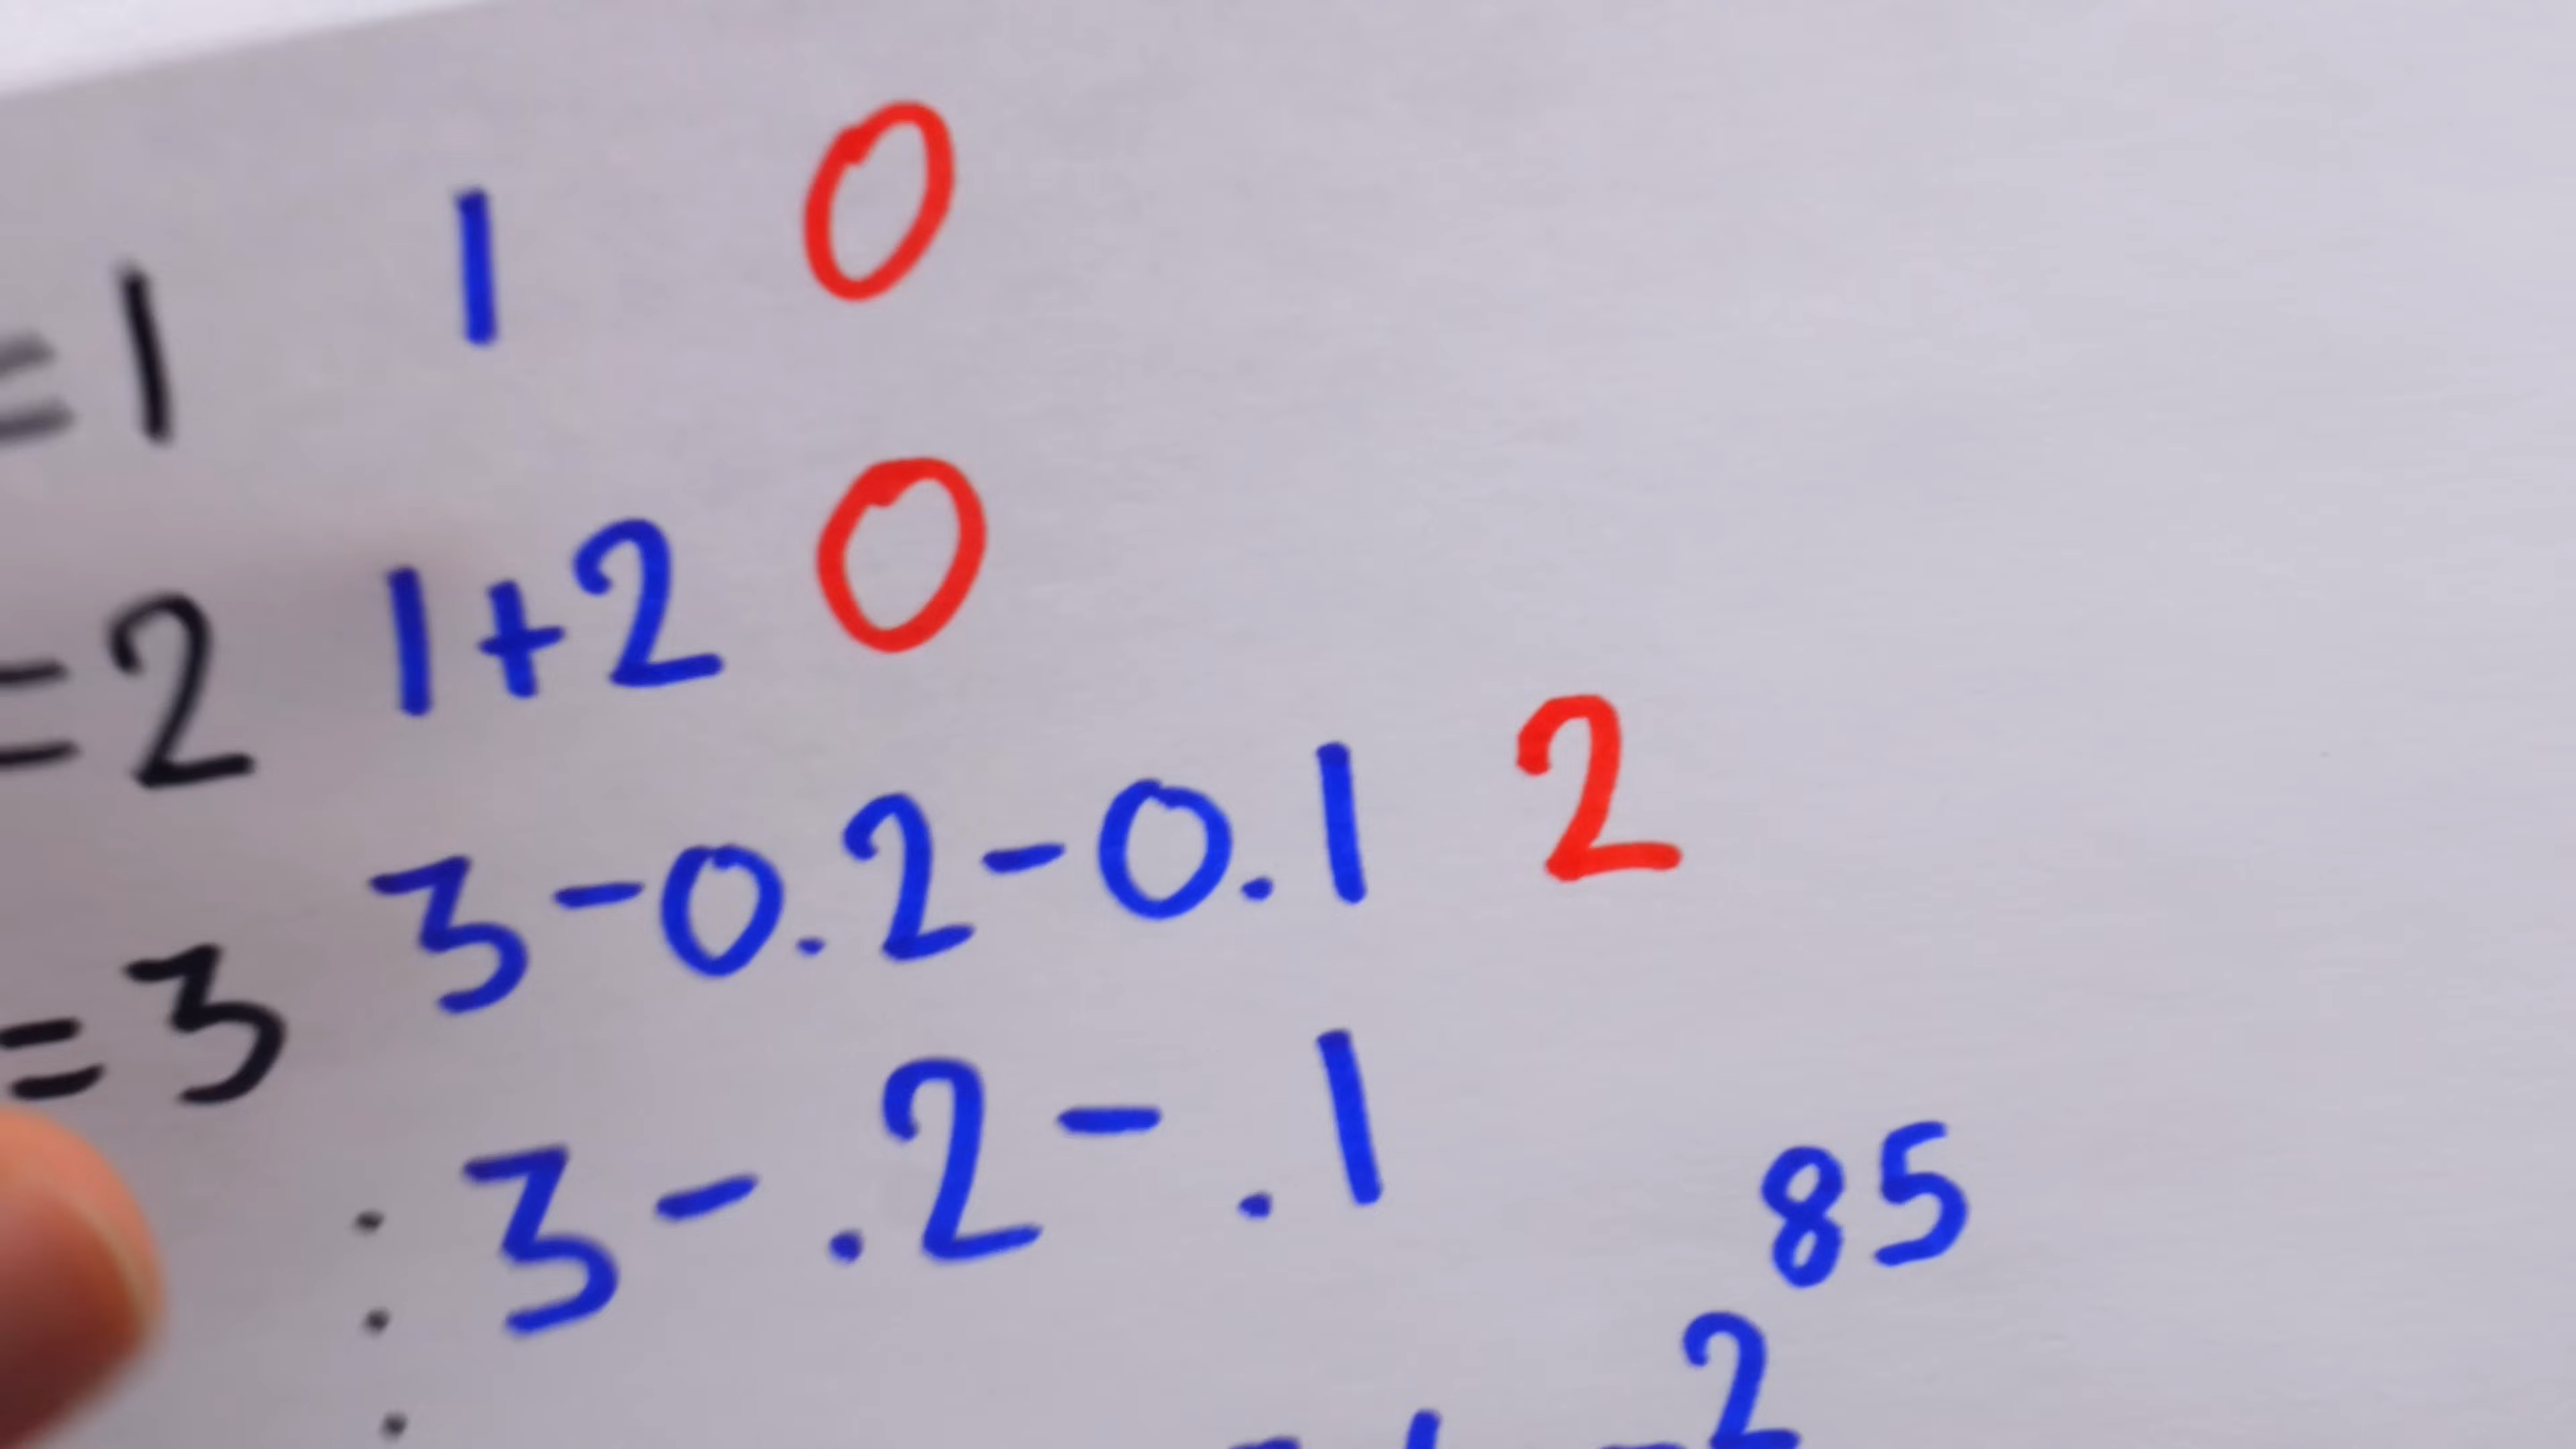 =1 1 0
=2 1+2 0
=3 3-0.2-0.1 2
3-.2-.1
85
2